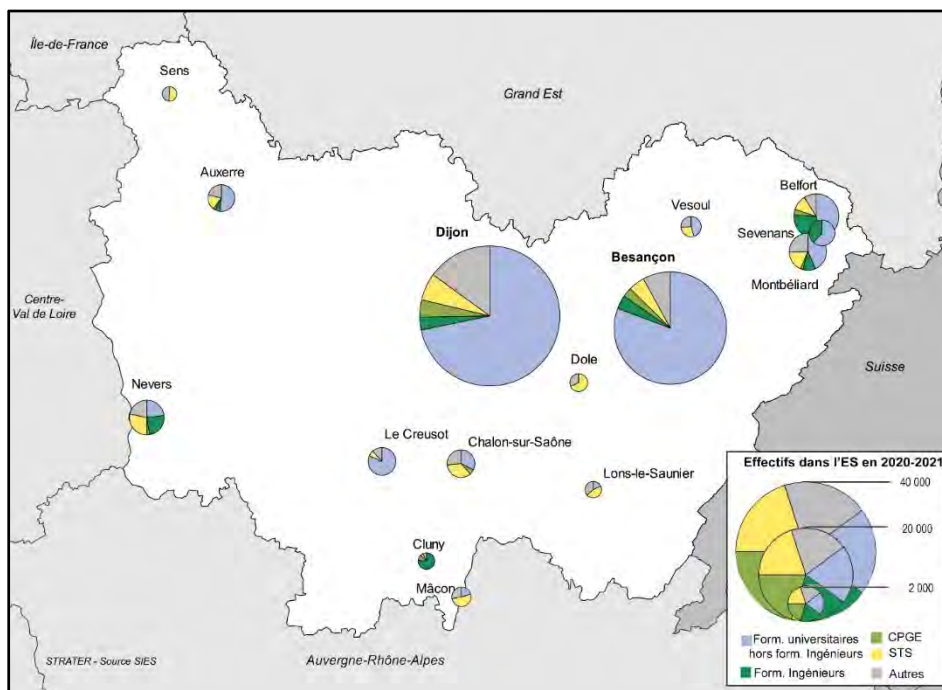 Île-de-France
Sens
Grand Est
Auxerre
Belfort
Vesoul
Sevenans
Dijon
Besançon
Montbéliard
Centre-
Val de Loire
Dole
Suisse
Nevers
Le Creusot
Chalon-sur-Saône
Lons-le-Saunier
Cluny
Mâcon
Auvergne-Rhône-Alpes
STRATER - Source SIES
Effectifs dans l'ES en 2020-2021
40 000
20 000
2 000
Form. universitaires
hors form. Ingénieurs
Form. Ingénieurs
CPGE
STS
Autres